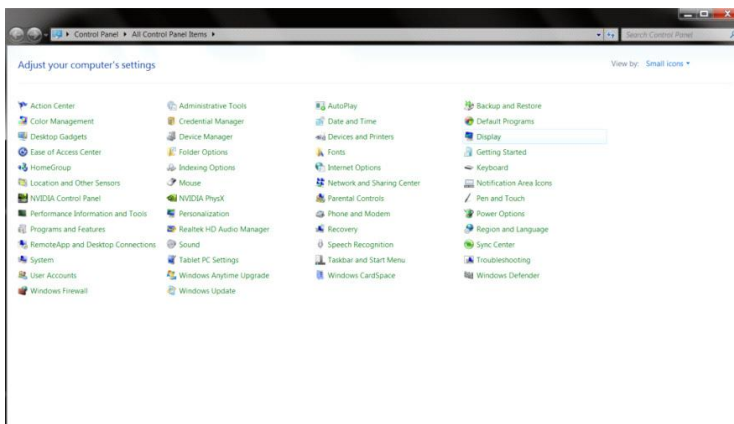 Control Panel ▸ All Control Panel Items ▸
Search Control Panel
Adjust your computer's settings
View by: Small icons
Action Center
Administrative Tools
AutoPlay
Backup and Restore
Color Management
Credential Manager
Date and Time
Default Programs
Desktop Gadgets
Device Manager
Devices and Printers
Display
Ease of Access Center
Folder Options
Fonts
Getting Started
HomeGroup
Indexing Options
Internet Options
Keyboard
Location and Other Sensors
Mouse
Network and Sharing Center
Notification Area Icons
NVIDIA Control Panel
NVIDIA PhysX
Parental Controls
Pen and Touch
Performance Information and Tools
Personalization
Phone and Modem
Power Options
Programs and Features
Realtek HD Audio Manager
Recovery
Region and Language
RemoteApp and Desktop Connections
Sound
Speech Recognition
Sync Center
System
Tablet PC Settings
Taskbar and Start Menu
Troubleshooting
User Accounts
Windows Anytime Upgrade
Windows CardSpace
Windows Defender
Windows Firewall
Windows Update